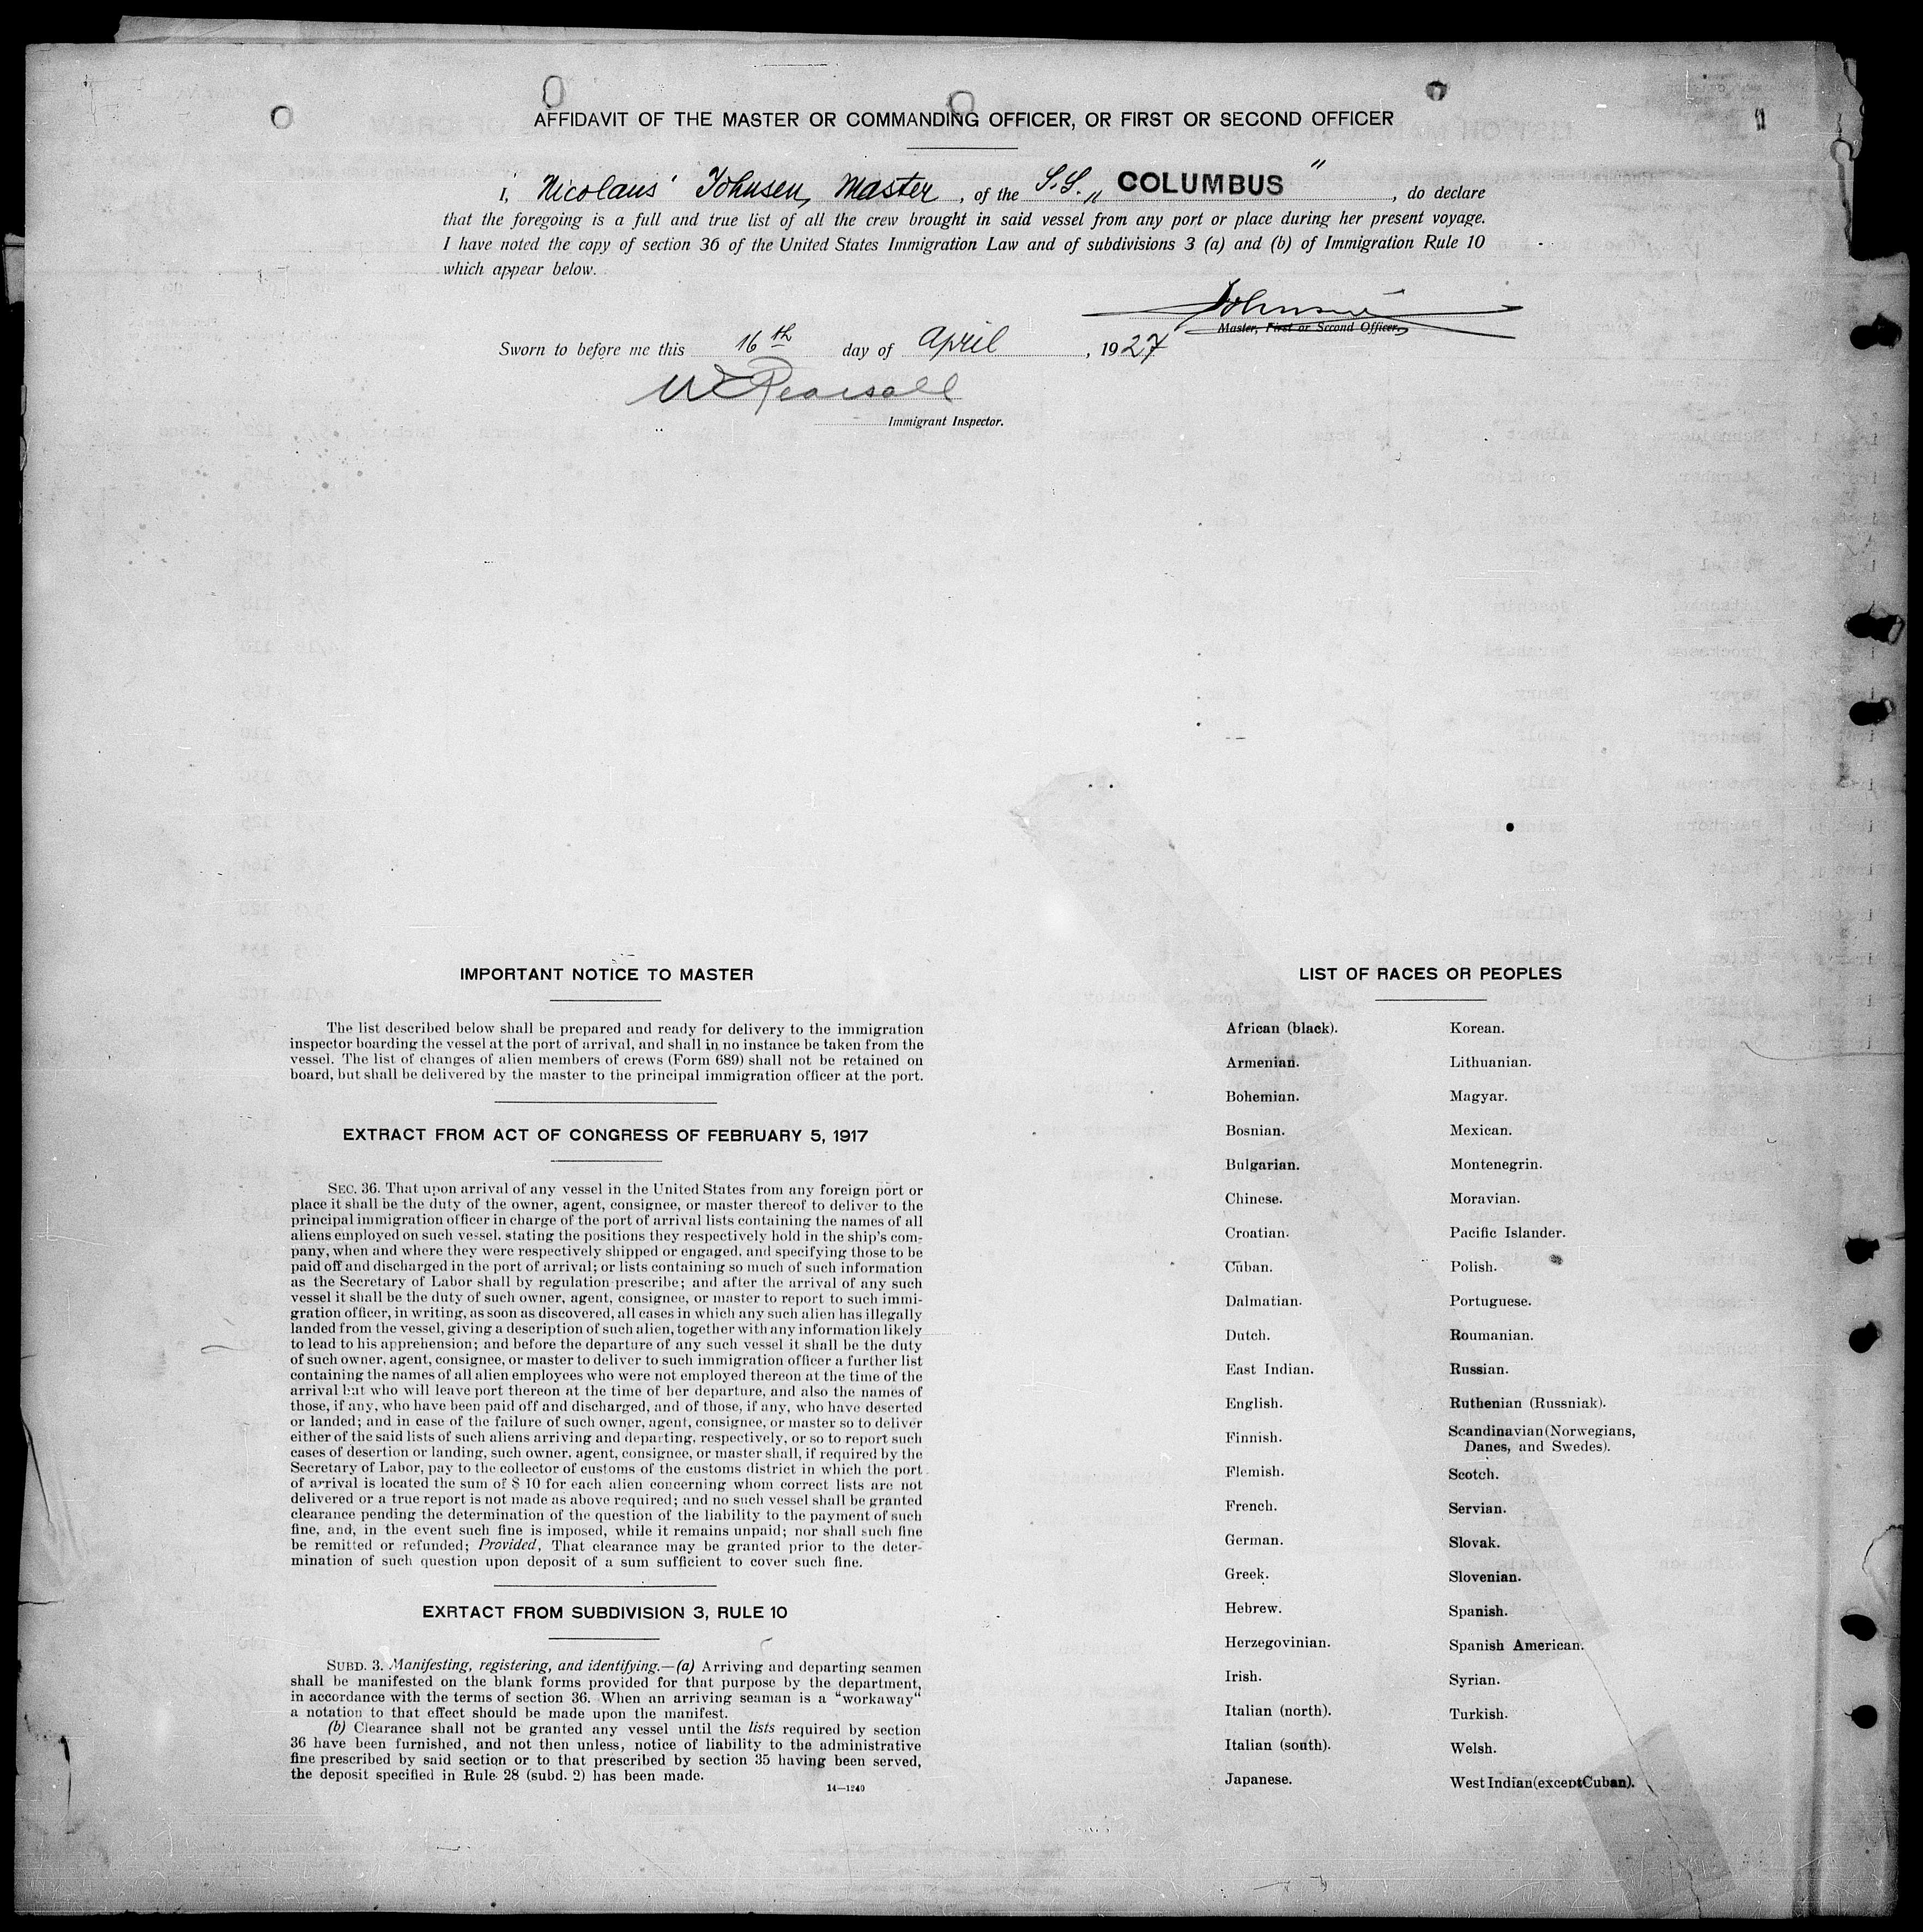 AFFIDAVIT OF THE MASTER OR COMMANDING OFFICER, OR FIRST OR SECOND OFFICER
I, Nicolaus Johnsen, Master, of the S.S. „ COLUMBUS ", do declare
that the foregoing is a full and true list of all the crew brought in said vessel from any port or place during her present voyage.
I have noted the copy of section 36 of the United States Immigration Law and of subdivisions 3 (a) and (b) of Immigration Rule 10
which appear below.
Johnsen
Master, First or Second Officer.
Sworn to before me this 16th day of April, 1927
W Pearsall
Immigrant Inspector.
IMPORTANT NOTICE TO MASTER
The list described below shall be prepared and ready for delivery to the immigration
inspector boarding the vessel at the port of arrival, and shall in no instance be taken from the
vessel. The list of changes of alien members of crews (Form 689) shall not be retained on
board, but shall be delivered by the master to the principal immigration officer at the port.
EXTRACT FROM ACT OF CONGRESS OF FEBRUARY 5, 1917
SEC. 36. That upon arrival of any vessel in the United States from any foreign port or
place it shall be the duty of the owner, agent, consignee, or master thereof to deliver to the
principal immigration officer in charge of the port of arrival lists containing the names of all
aliens employed on such vessel, stating the positions they respectively hold in the ship's com-
pany, when and where they were respectively shipped or engaged, and specifying those to be
paid off and discharged in the port of arrival; or lists containing so much of such information
as the Secretary of Labor shall by regulation prescribe; and after the arrival of any such
vessel it shall be the duty of such owner, agent, consignee, or master to report to such immi-
gration officer, in writing, as soon as discovered, all cases in which any such alien has illegally
landed from the vessel, giving a description of such alien, together with any information likely
to lead to his apprehension; and before the departure of any such vessel it shall be the duty
of such owner, agent, consignee, or master to deliver to such immigration officer a further list
containing the names of all alien employees who were not employed thereon at the time of the
arrival but who will leave port thereon at the time of her departure, and also the names of
those, if any, who have been paid off and discharged, and of those, if any, who have deserted
or landed; and in case of the failure of such owner, agent, consignee, or master so to deliver
either of the said lists of such aliens arriving and departing, respectively, or so to report such
cases of desertion or landing, such owner, agent, consignee, or master shall, if required by the
Secretary of Labor, pay to the collector of customs of the customs district in which the port
of arrival is located the sum of $ 10 for each alien concerning whom correct lists are not
delivered or a true report is not made as above required; and no such vessel shall be granted
clearance pending the determination of the question of the liability to the payment of such
fine, and, in the event such fine is imposed, while it remains unpaid; nor shall such fine
be remitted or refunded; Provided, That clearance may be granted prior to the deter-
mination of such question upon deposit of a sum sufficient to cover such fine.
EXRTACT FROM SUBDIVISION 3, RULE 10
SUBD. 3. Manifesting, registering, and identifying.—(a) Arriving and departing seamen
shall be manifested on the blank forms provided for that purpose by the department,
in accordance with the terms of section 36. When an arriving seaman is a "workaway"
a notation to that effect should be made upon the manifest.
(b) Clearance shall not be granted any vessel until the lists required by section
36 have been furnished, and not then unless, notice of liability to the administrative
fine prescribed by said section or to that prescribed by section 35 having been served,
the deposit specified in Rule 28 (subd. 2) has been made.
14—1240
LIST OF RACES OR PEOPLES
African (black).
Armenian.
Bohemian.
Bosnian.
Bulgarian.
Chinese.
Croatian.
Cuban.
Dalmatian.
Dutch.
East Indian.
English.
Finnish.
Flemish.
French.
German.
Greek.
Hebrew.
Herzegovinian.
Irish.
Italian (north).
Italian (south).
Japanese.
Korean.
Lithuanian.
Magyar.
Mexican.
Montenegrin.
Moravian.
Pacific Islander.
Polish.
Portuguese.
Roumanian.
Russian.
Ruthenian (Russniak).
Scandinavian (Norwegians,
Danes, and Swedes).
Scotch.
Servian.
Slovak.
Slovenian.
Spanish.
Spanish American.
Syrian.
Turkish.
Welsh.
West Indian (except Cuban).